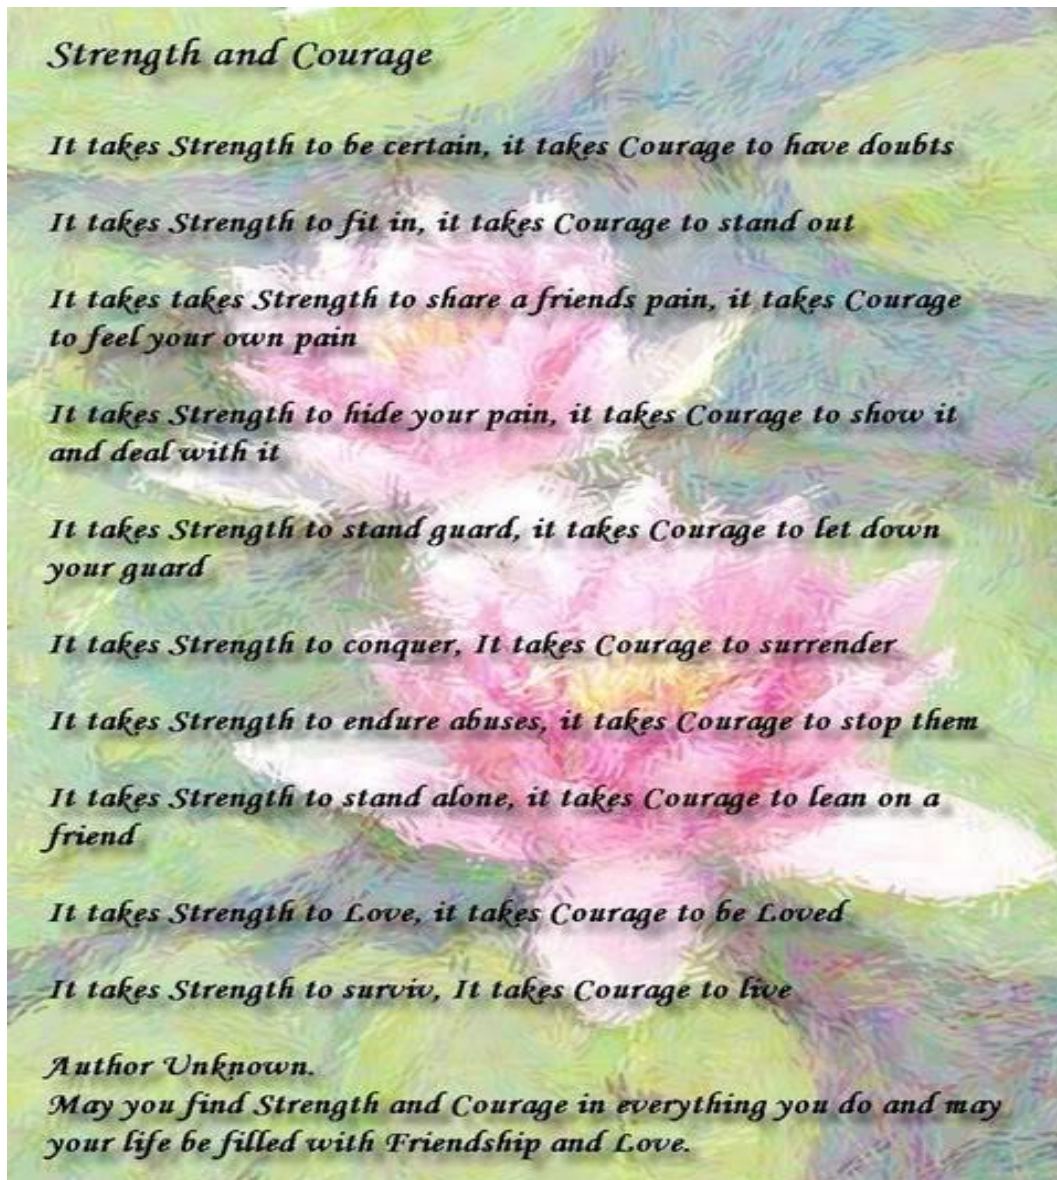 Strength and Courage
It takes Strength to be certain, it takes Courage to have doubts
It takes Strength to fit in, it takes Courage to stand out
It takes takes Strength to share a friends pain, it takes Courage
to feel your own pain
It takes Strength to hide your pain, it takes Courage to show it
and deal with it
It takes Strength to stand guard, it takes Courage to let down
your guard
It takes Strength to conquer, It takes Courage to surrender
It takes Strength to endure abuses, it takes Courage to stop them
It takes Strength to stand alone, it takes Courage to lean on a
friend
It takes Strength to Love, it takes Courage to be Loved
It takes Strength to surviv, It takes Courage to live
Author Unknown.
May you find Strength and Courage in everything you do and may
your life be filled with Friendship and Love.